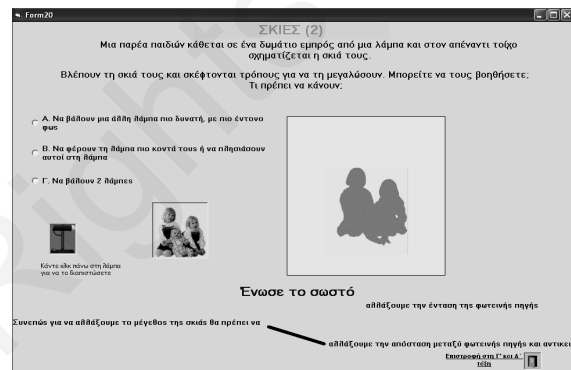 Form20
ΣΚΙΕΣ (2)
Μια παρέα παιδιών κάθεται σε ένα δωμάτιο εμπρός από μια λάμπα και στον απέναντι τοίχο
σχηματίζεται η σκιά τους.
Βλέπουν τη σκιά τους και σκέφτονται τρόπους για να τη μεγαλώσουν. Μπορείτε να τους βοηθήσετε;
Τι πρέπει να κάνουν;
Α. Να βάλουν μια άλλη λάμπα πιο δυνατή, με πιο έντονο
φως
Β. Να φέρουν τη λάμπα πιο κοντά τους ή να πλησιάσουν
αυτοί στη λάμπα
Γ. Να βάλουν 2 λάμπες
Κάντε κλικ πάνω στη λάμπα
για να το διαπιστώσετε
Ένωσε το σωστό
αλλάξουμε την ένταση της φωτεινής πηγής
Συνεπώς για να αλλάξουμε το μέγεθος της σκιάς θα πρέπει να
αλλάξουμε την απόσταση μεταξύ φωτεινής πηγής και αντικει
Επιστροφή στη Γ' και Δ'
τάξη
Rights